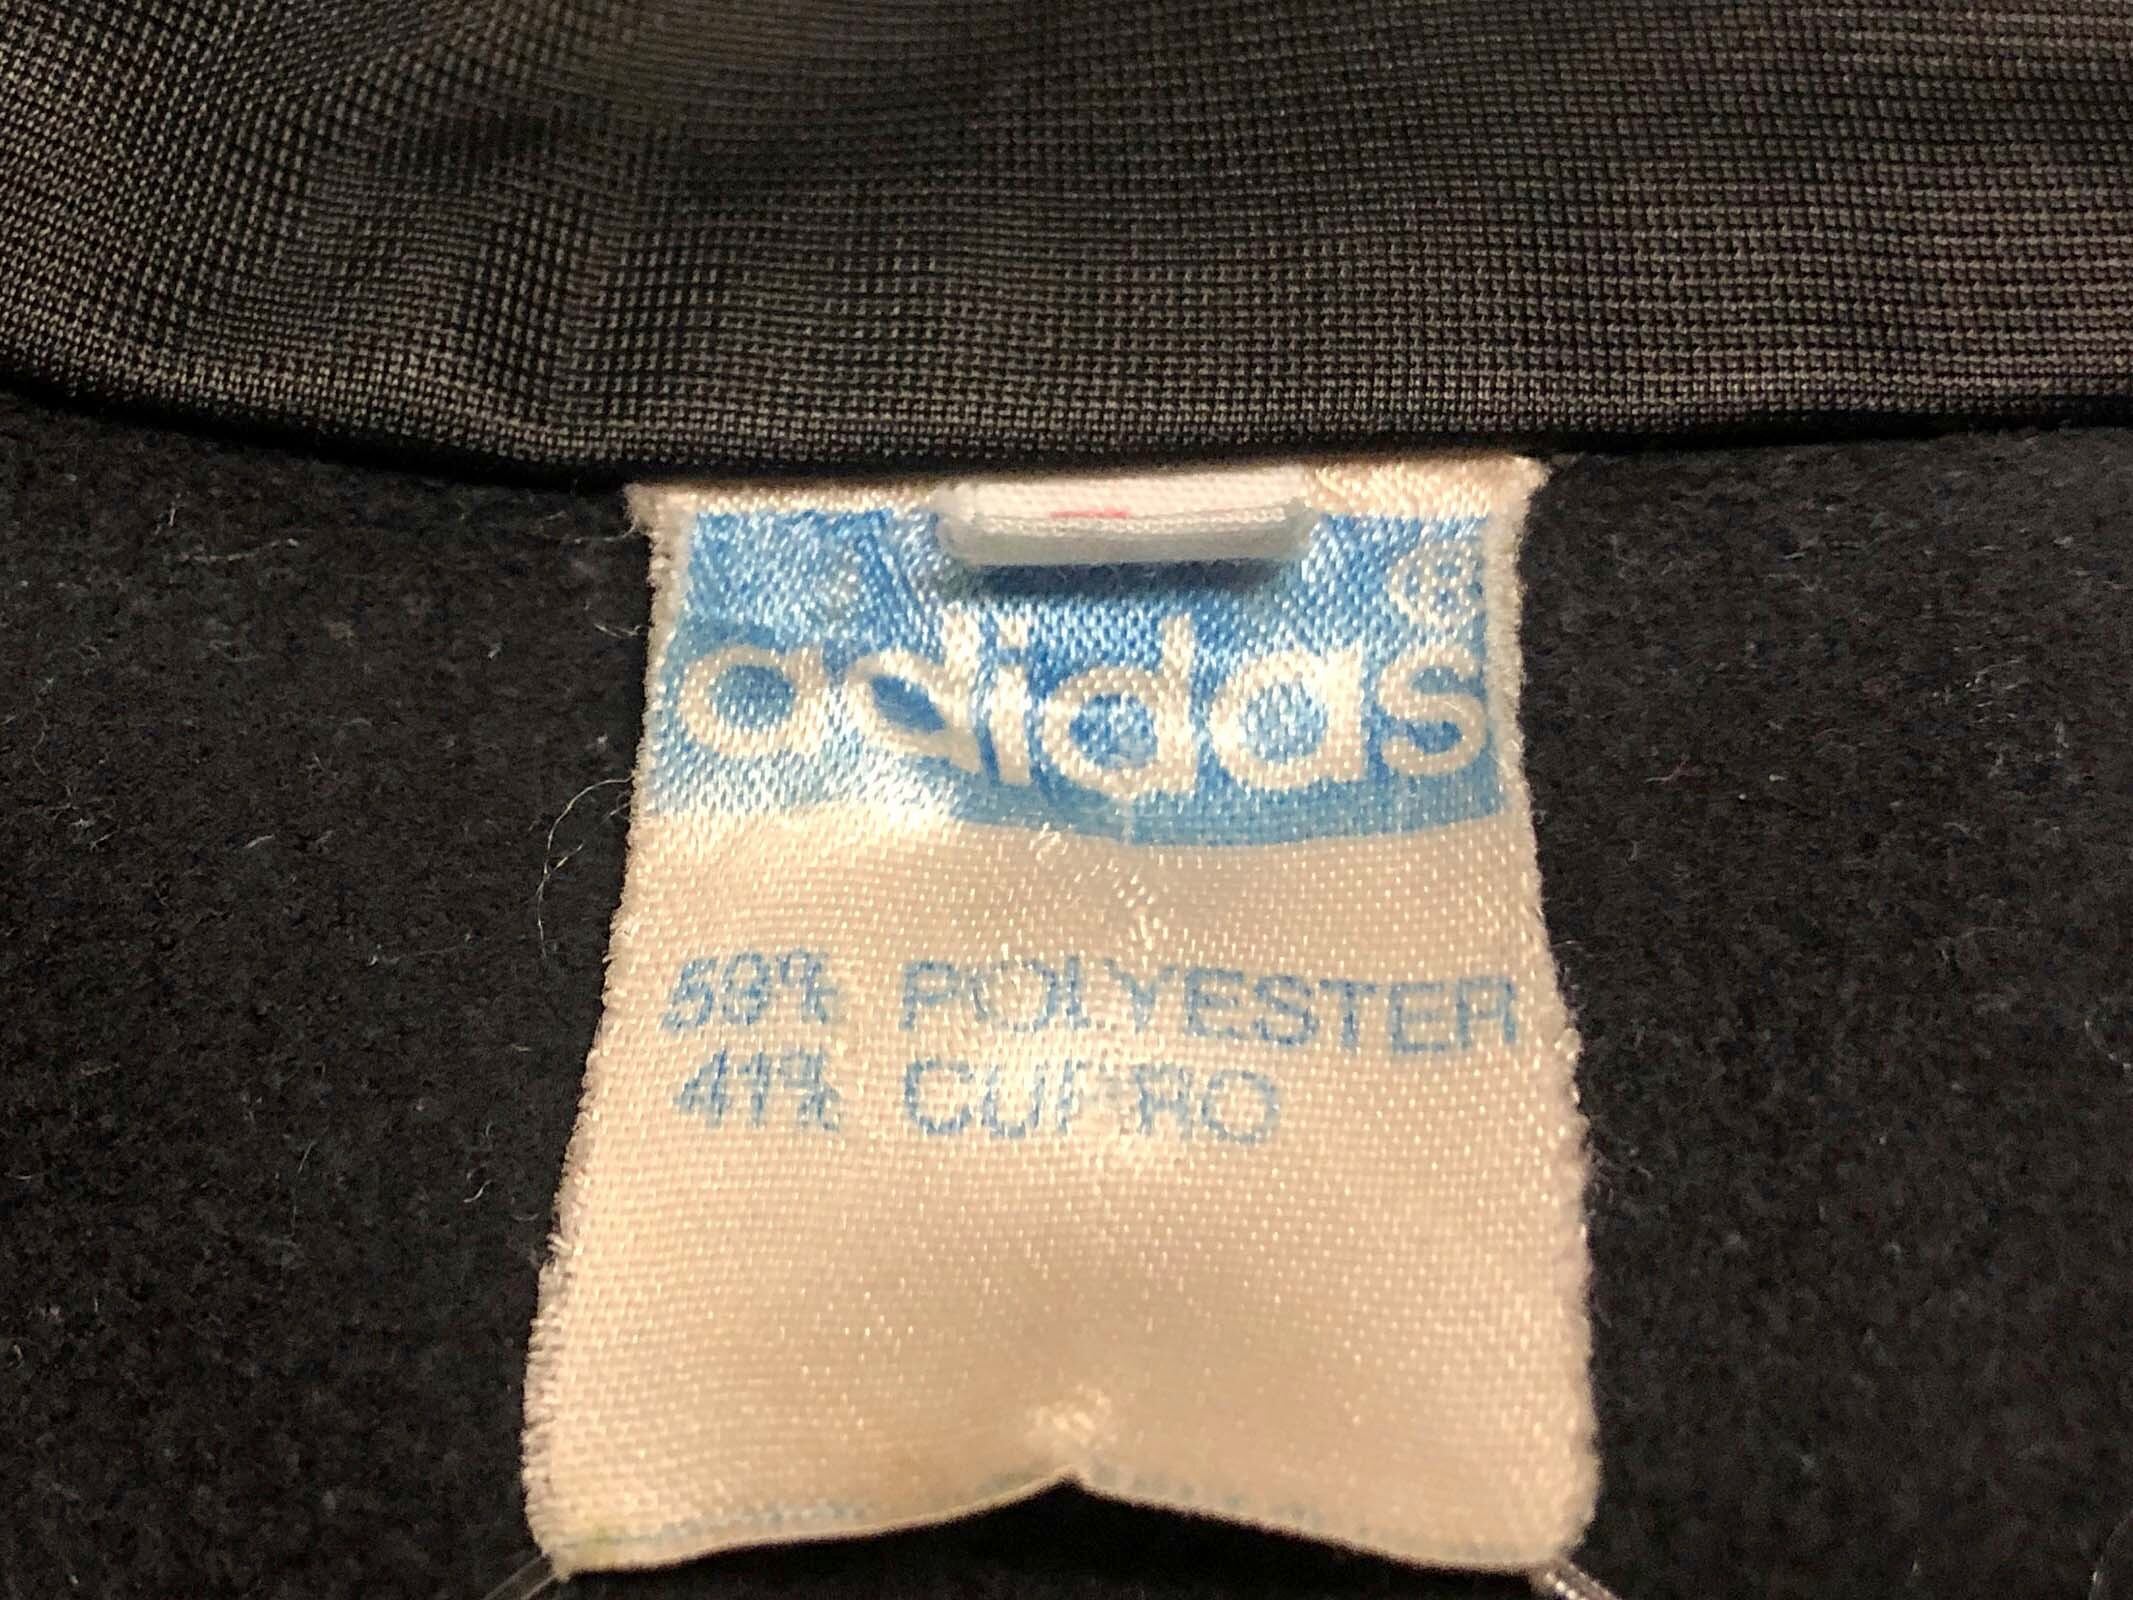 ®
adidas
59% POLYESTER
41% CUPRO